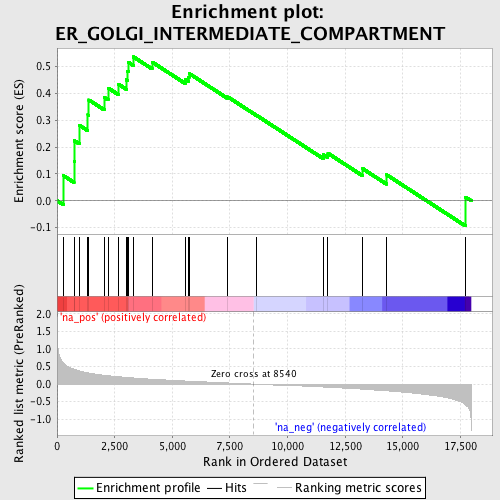 Enrichment plot:
ER_GOLGI_INTERMEDIATE_COMPARTMENT
Enrichment score (ES)
0.5
0.4
0.3
0.2
0.1
0.0
-0.1
'na_pos' (positively correlated)
Ranked list metric (PreRanked)
2.0
1.5
1.0
0.5
0.0
-0.5
-1.0
Zero cross at 8540
'na_neg' (negatively correlated)
0
2,500
5,000
7,500
10,000
12,500
15,000
17,500
Rank in Ordered Dataset
Enrichment profile
Hits
Ranking metric scores